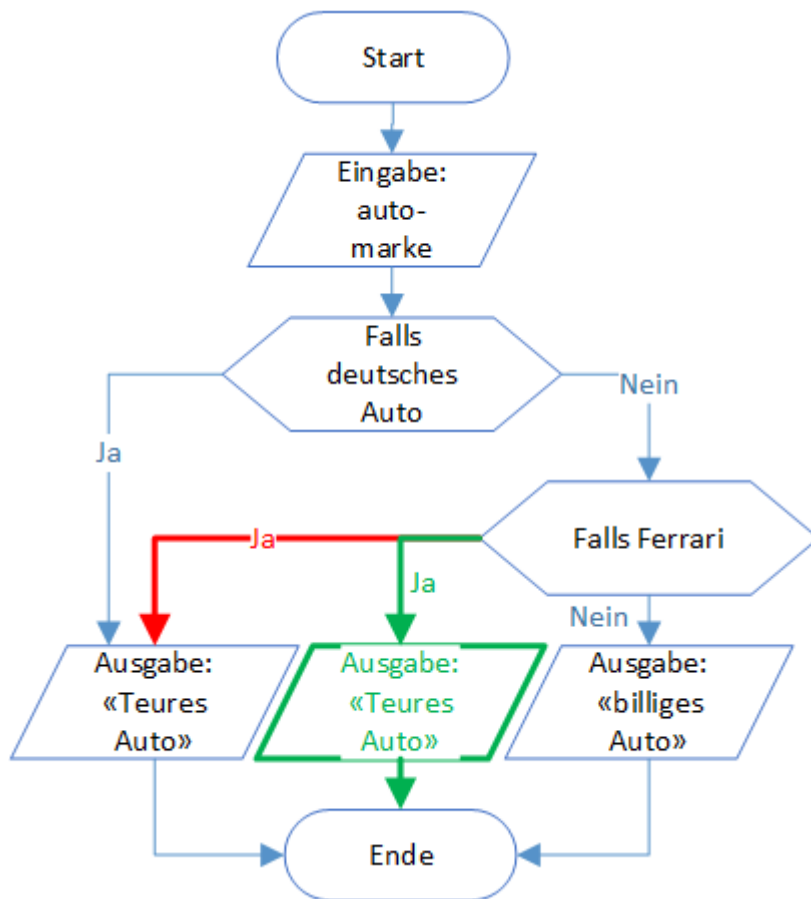 Start
Eingabe:
auto-
marke
Falls
deutsches
Auto
Nein
Ja
Falls Ferrari
Ja
Ja
Nein
Ausgabe:
«Teures
Auto»
Ausgabe:
«Teures
Auto»
Ausgabe:
«billiges
Auto»
Ende